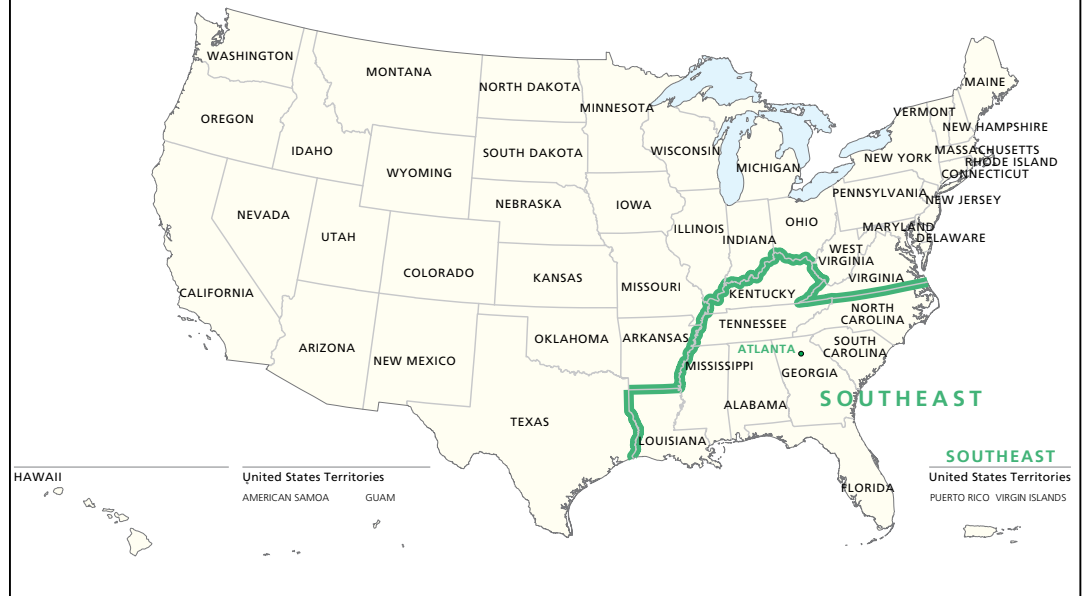 WASHINGTON
MONTANA
NORTH DAKOTA
MINNESOTA
MAINE
OREGON
IDAHO
WYOMING
SOUTH DAKOTA
WISCONSIN
MICHIGAN
VERMONT
NEW HAMPSHIRE
MASSACHUSETTS
NEW YORK
RHODE ISLAND
CONNECTICUT
NEVADA
UTAH
COLORADO
NEBRASKA
IOWA
ILLINOIS
INDIANA
OHIO
PENNSYLVANIA
NEW JERSEY
MARYLAND
DELAWARE
WEST
VIRGINIA
VIRGINIA
CALIFORNIA
KANSAS
MISSOURI
KENTUCKY
NORTH
CAROLINA
ARIZONA
NEW MEXICO
OKLAHOMA
ARKANSAS
TENNESSEE
SOUTH
CAROLINA
ATLANTA
MISSISSIPPI
GEORGIA
SOUTHEAST
ALABAMA
TEXAS
LOUISIANA
FLORIDA
HAWAII
United States Territories
AMERICAN SAMOA
GUAM
SOUTHEAST
United States Territories
PUERTO RICO
VIRGIN ISLANDS